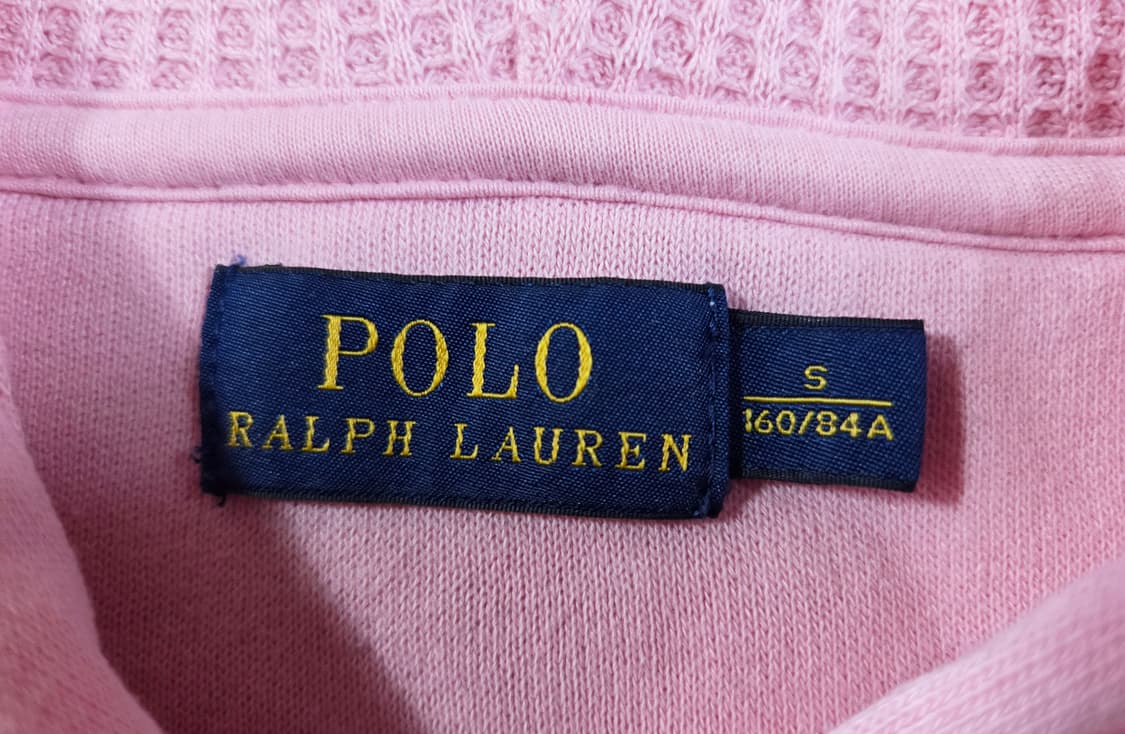 POLO
RALPH LAUREN
S
160/84A